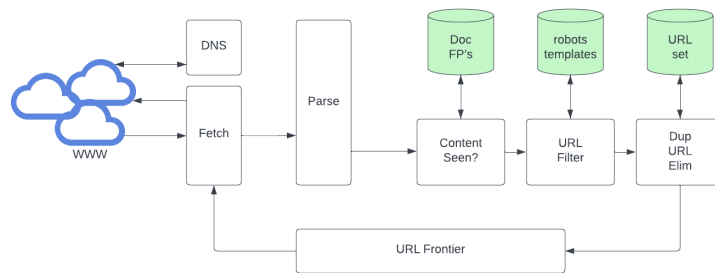 DNS
Doc
FP's
robots
templates
URL
set
Parse
Fetch
Content
Seen?
URL
Filter
Dup
URL
Elim
WWW
URL Frontier